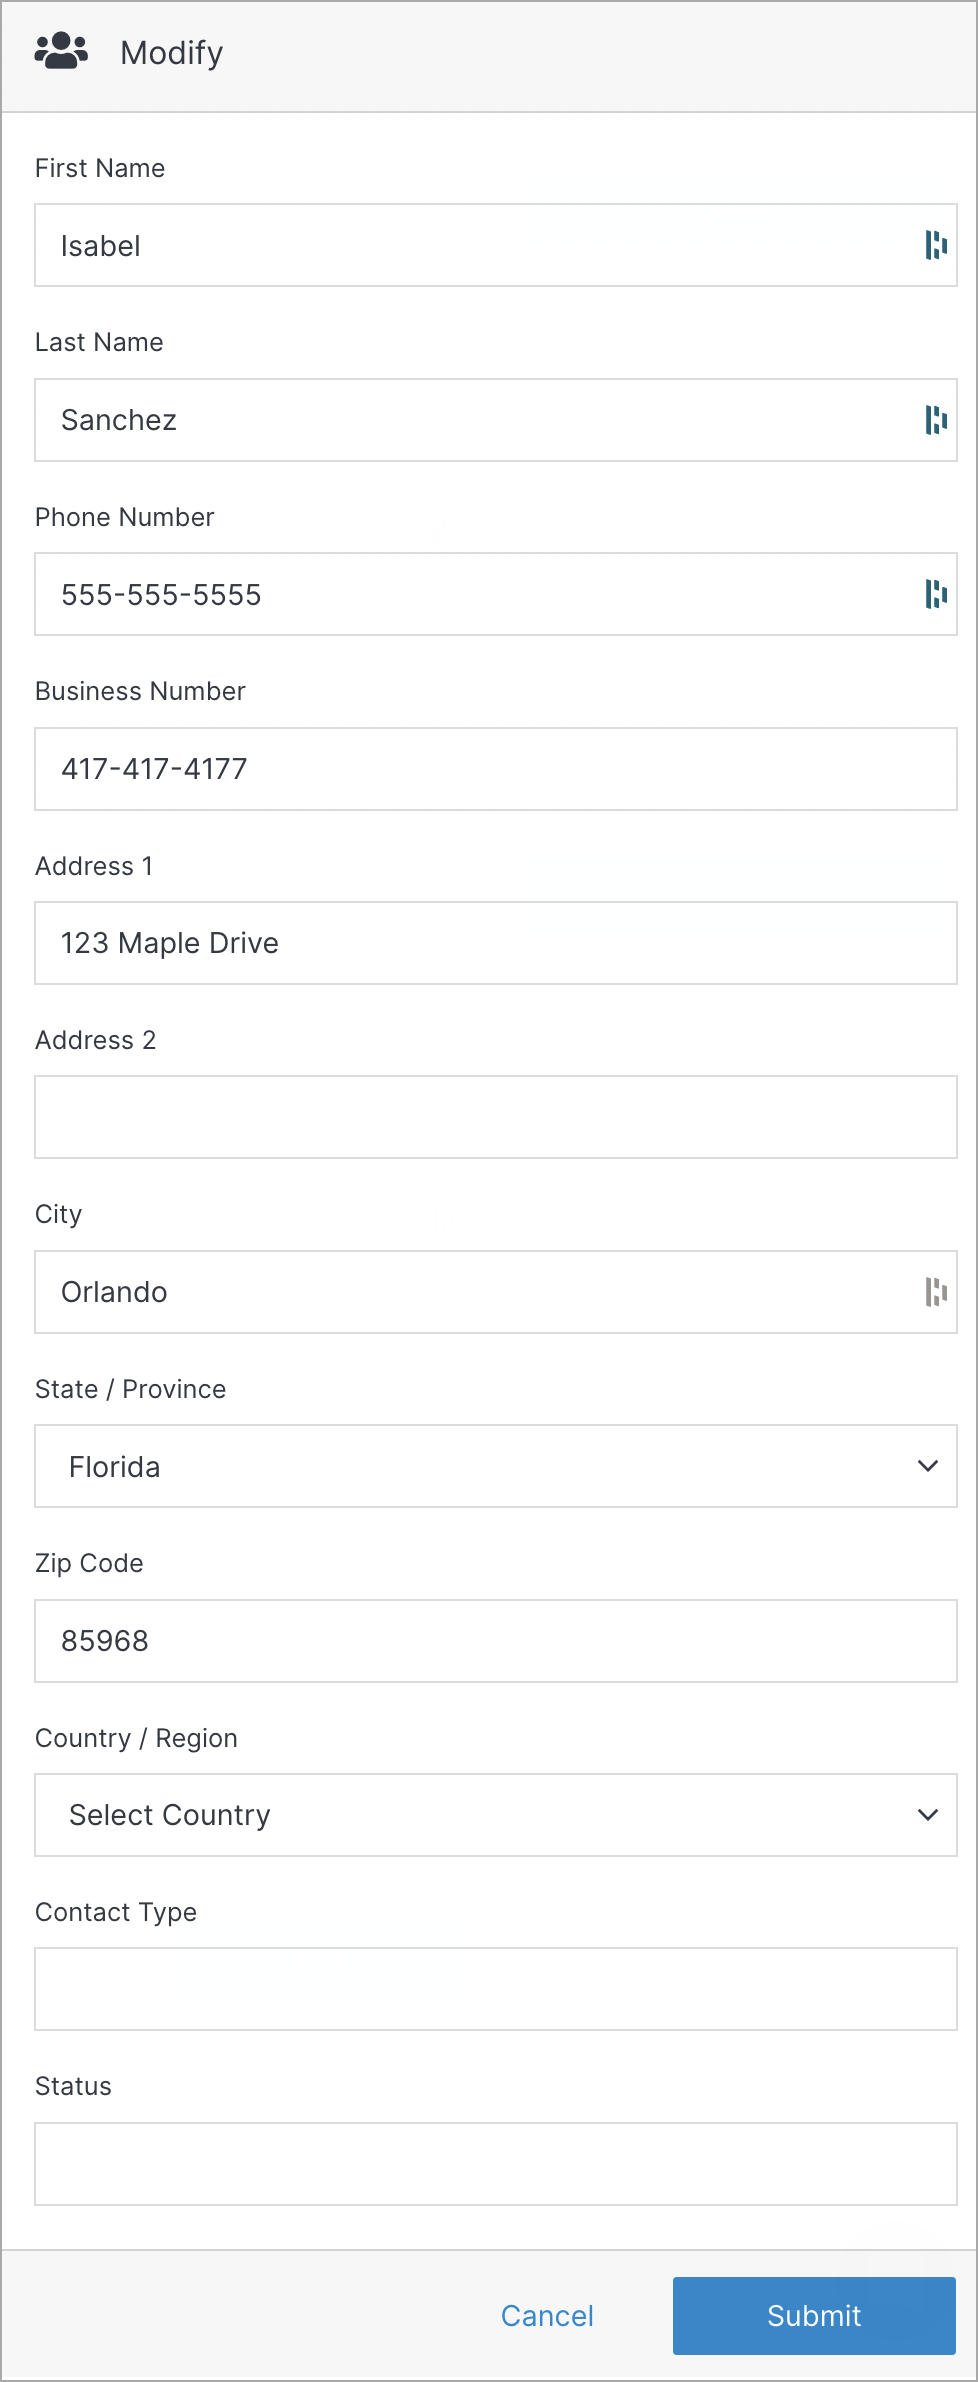 Modify
First Name
Isabel
Last Name
Sanchez
Phone Number
555-555-5555
Business Number
417-417-4177
Address 1
123 Maple Drive
Address 2
City
Orlando
State / Province
Florida
Zip Code
85968
Country / Region
Select Country
Contact Type
Status
Cancel
Submit